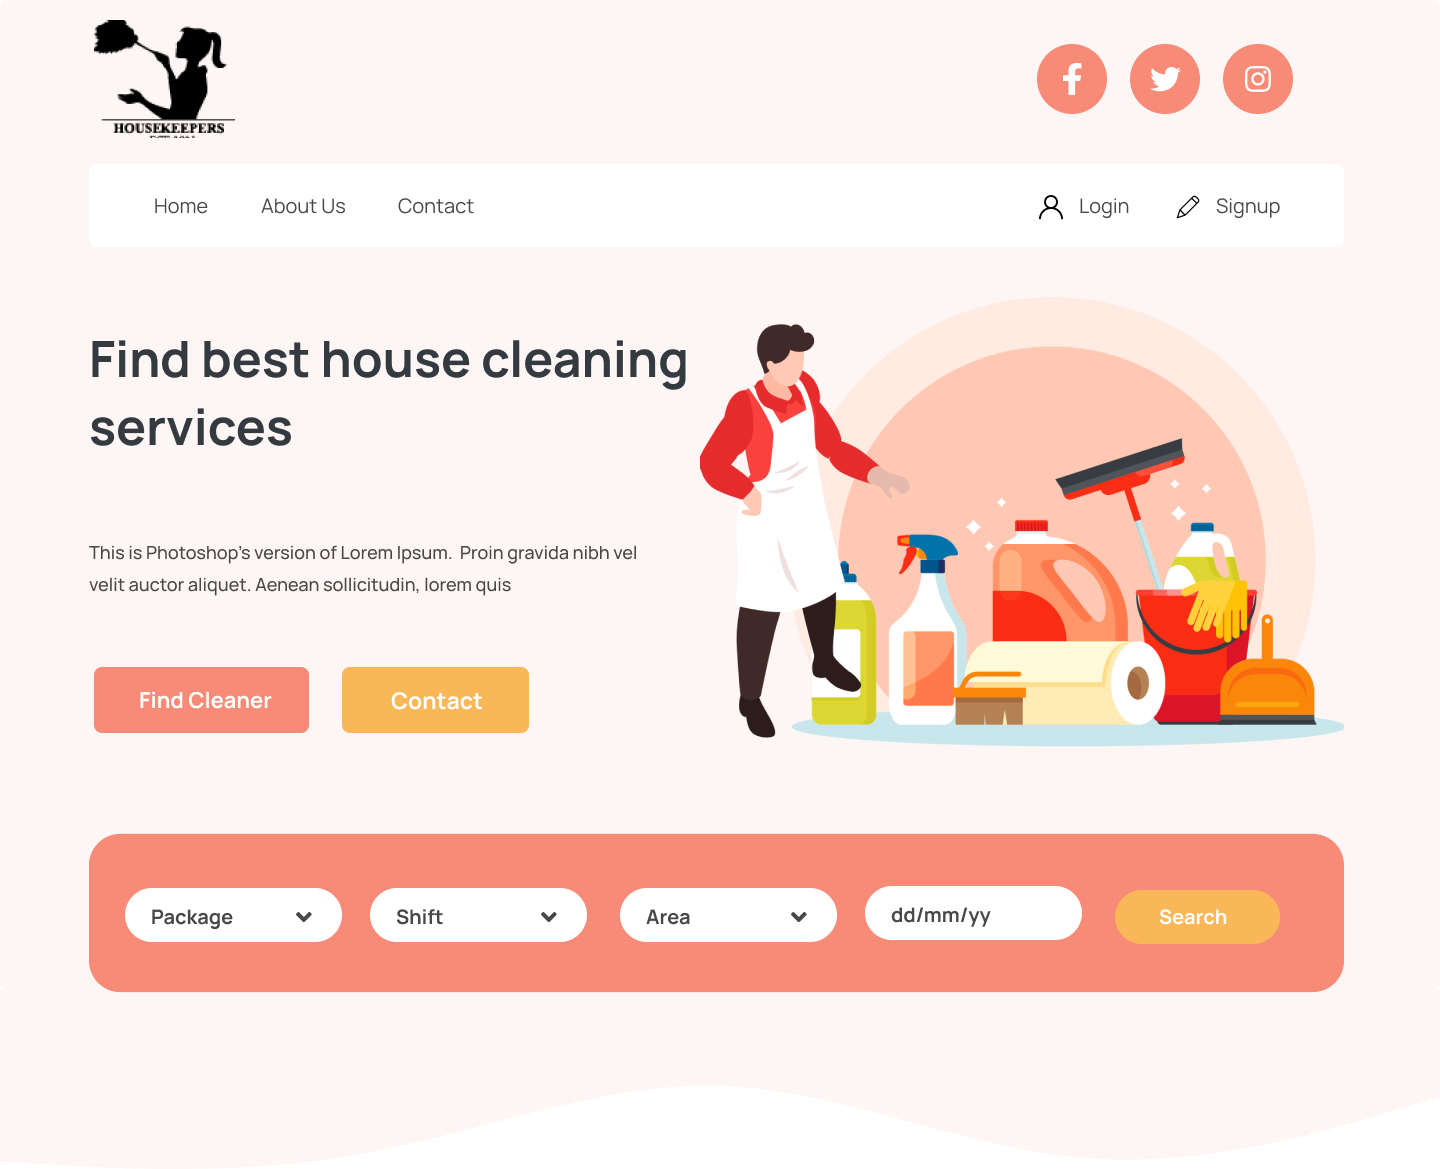 HOUSEKEEPERS
Home About Us Contact Login Signup
Find best house cleaning
services
This is Photoshop's version of Lorem Ipsum.  Proin gravida nibh vel
velit auctor aliquet. Aenean sollicitudin, lorem quis
Find Cleaner Contact
Package Shift Area dd/mm/yy Search